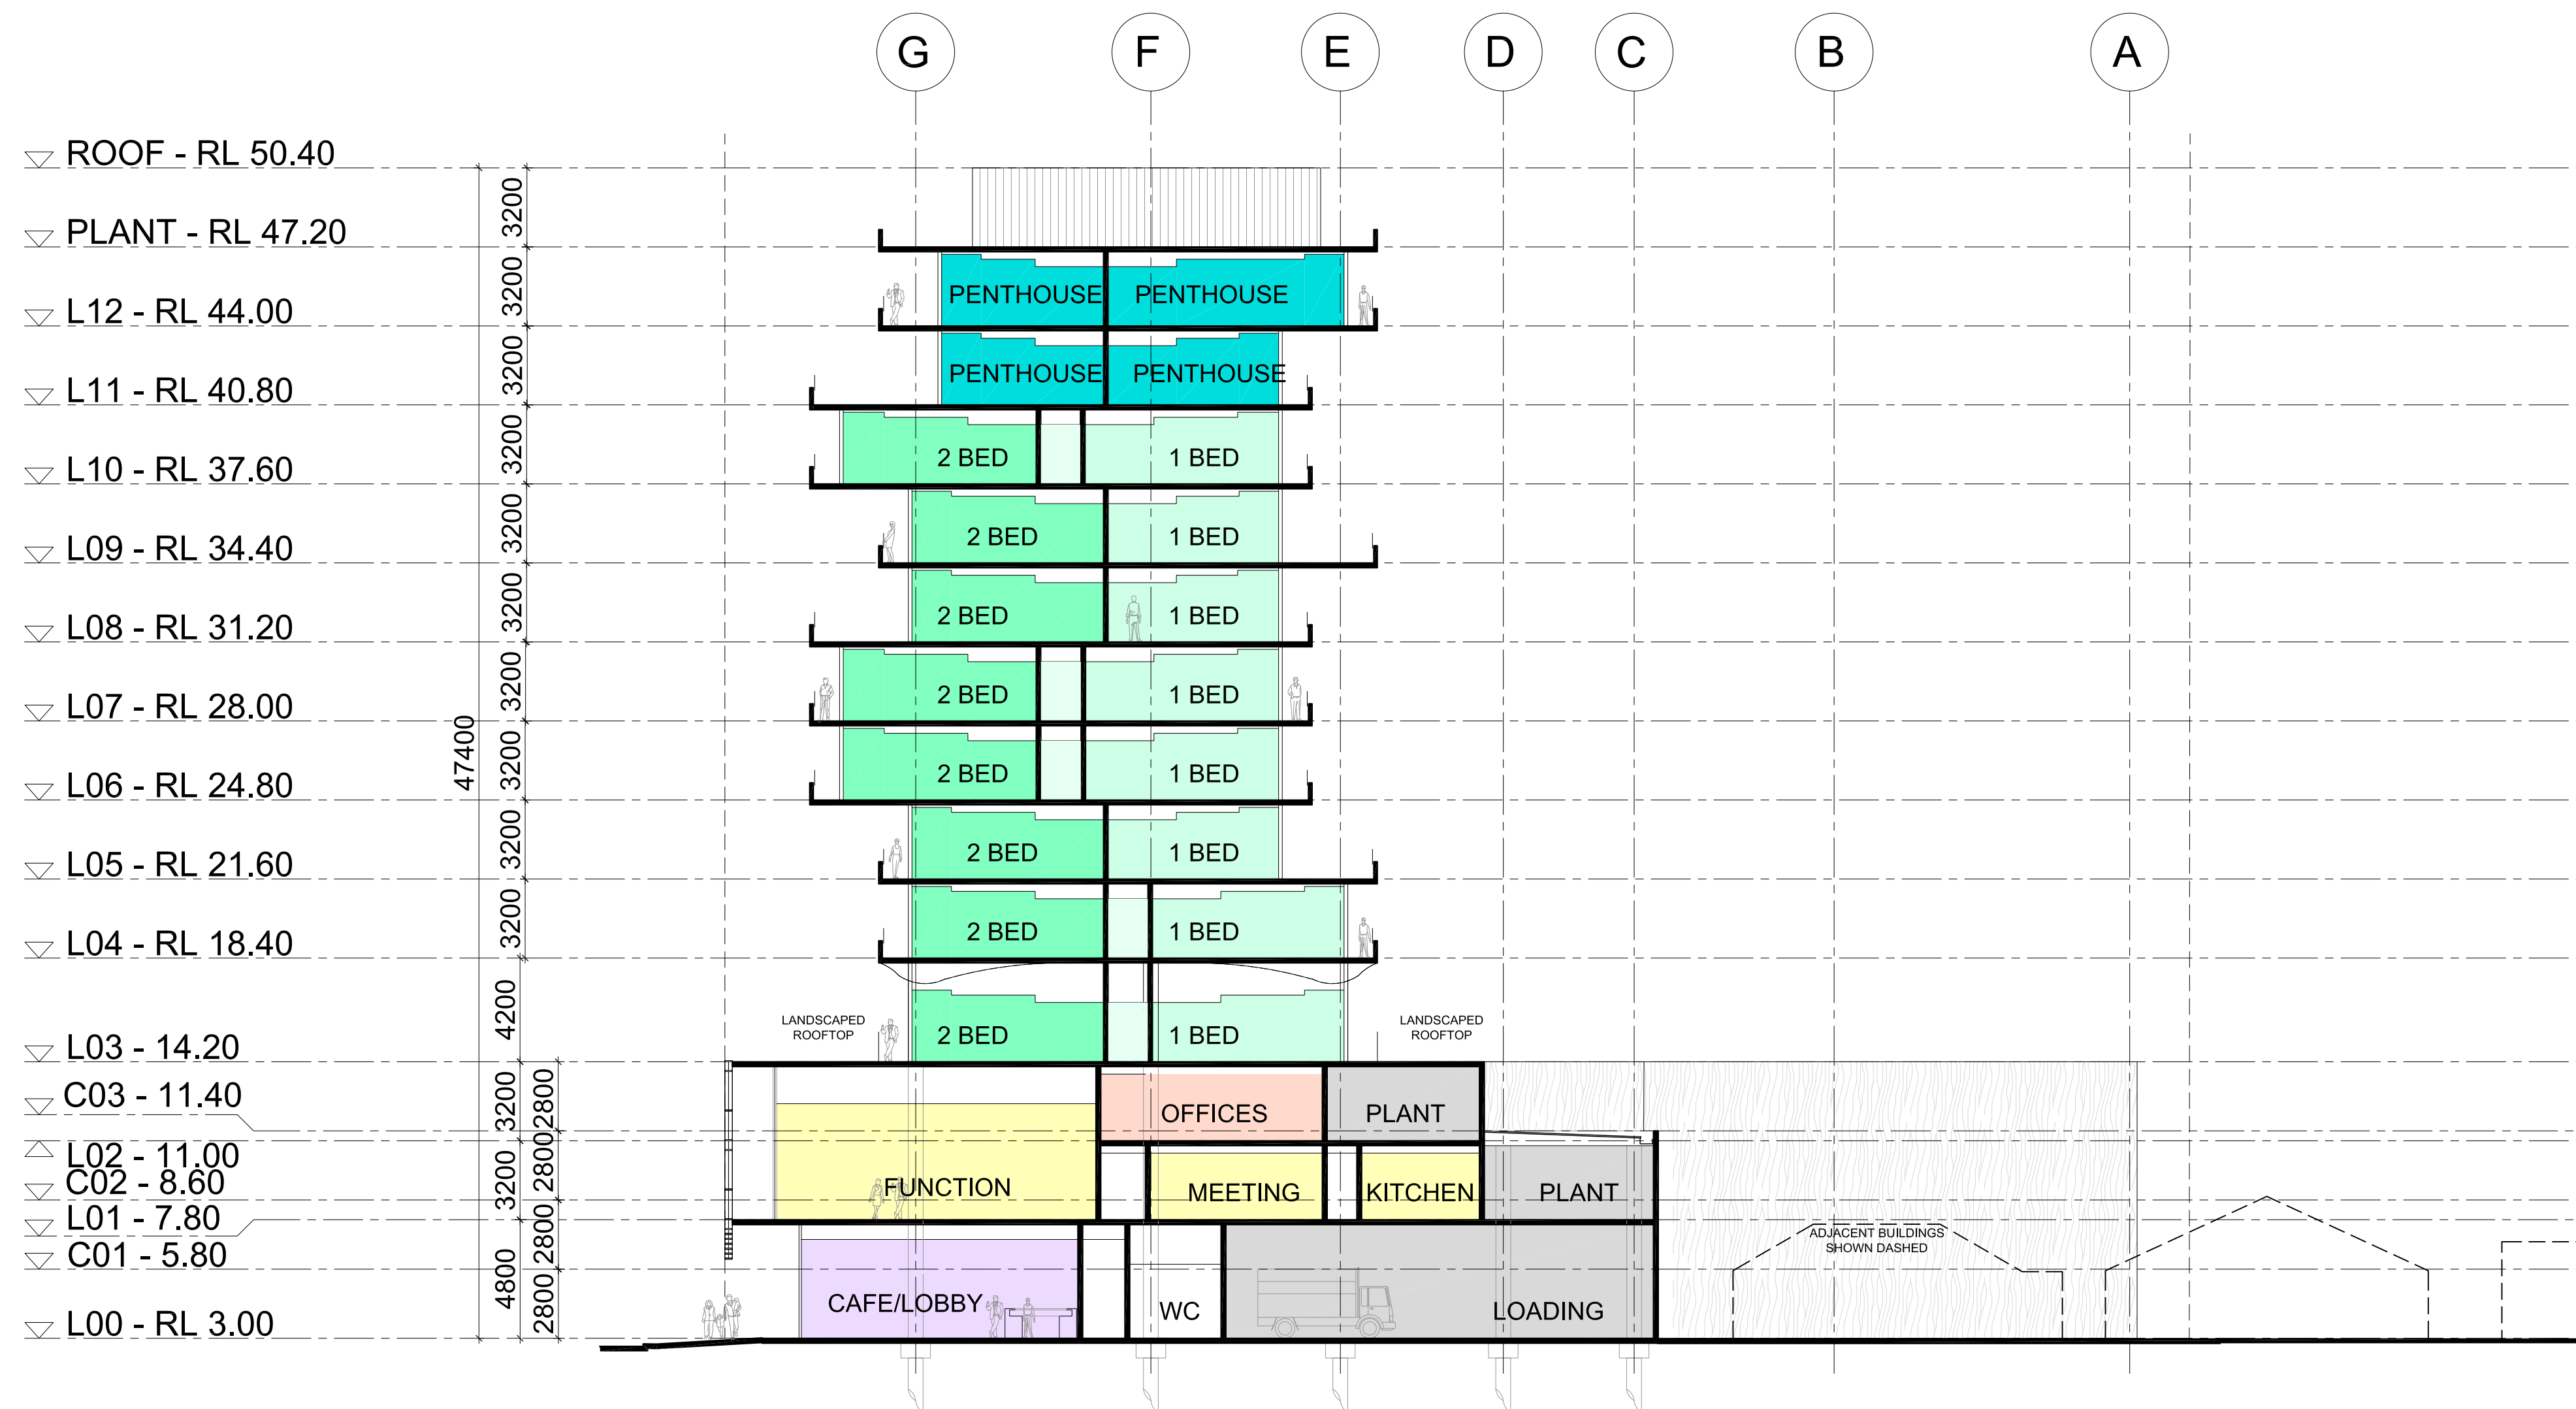 G F E D C B A
ROOF - RL 50.40
3200
PLANT - RL 47.20
3200
PENTHOUSE PENTHOUSE
L12 - RL 44.00
3200
PENTHOUSE PENTHOUSE
L11 - RL 40.80
3200
2 BED 1 BED
L10 - RL 37.60
3200
2 BED 1 BED
L09 - RL 34.40
3200
2 BED 1 BED
L08 - RL 31.20
3200
2 BED 1 BED
L07 - RL 28.00
47400
3200
2 BED 1 BED
L06 - RL 24.80
3200
2 BED 1 BED
L05 - RL 21.60
3200
2 BED 1 BED
L04 - RL 18.40
4200
LANDSCAPED
ROOFTOP
2 BED 1 BED
LANDSCAPED
ROOFTOP
L03 - 14.20
C03 - 11.40
3200 2800
OFFICES PLANT
L02 - 11.00
C02 - 8.60
3200 2800
FUNCTION MEETING KITCHEN PLANT
L01 - 7.80
2800
C01 - 5.80
ADJACENT BUILDINGS
SHOWN DASHED
4800 2800
CAFE/LOBBY WC LOADING
L00 - RL 3.00